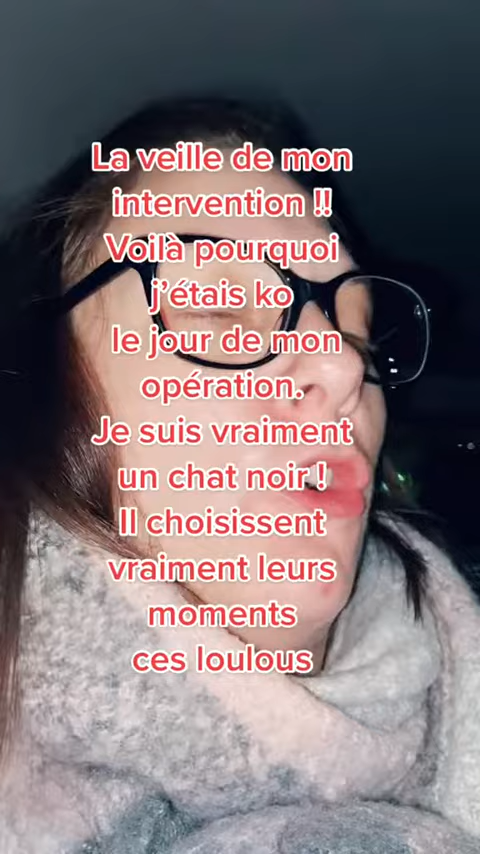 La veille de mon
intervention !!
Voilà pourquoi
j'étais ko
le jour de mon
opération.
Je suis vraiment
un chat noir !
Il choisissent
vraiment leurs
moments
ces loulous